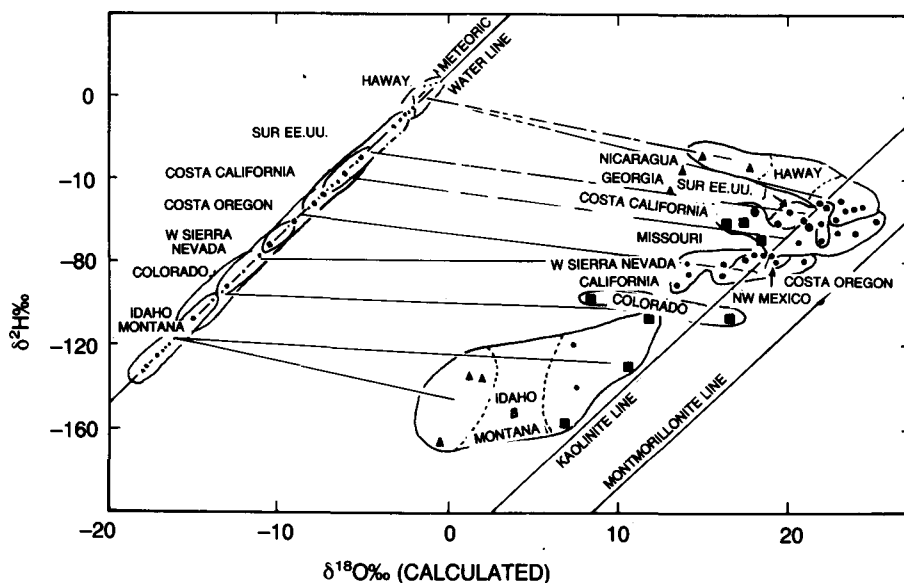 METEORIC
WATER LINE
HAWAY
SUR EE.UU.
COSTA CALIFORNIA
COSTA OREGON
W SIERRA
NEVADA
COLORADO
IDAHO
MONTANA
NICARAGUA
HAWAY
GEORGIA
SUR EE.UU.
COSTA CALIFORNIA
MISSOURI
W SIERRA NEVADA
COSTA OREGON
CALIFORNIA
NW MEXICO
COLORADO
IDAHO
8
MONTANA
KAOLINITE LINE
MONTMORILLONITE LINE
0
-10
-80
-120
-160
δ²H‰
-20
-10
0
10
20
δ¹⁸O‰ (CALCULATED)